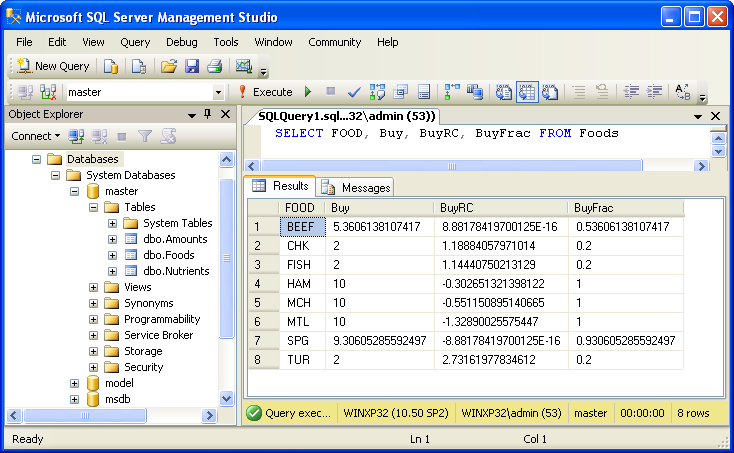 Microsoft SQL Server Management Studio
File Edit View Query Debug Tools Window Community Help
New Query
master Execute
Object Explorer
Connect
Databases
System Databases
master
Tables
System Tables
dbo.Amounts
dbo.Foods
dbo.Nutrients
Views
Synonyms
Programmability
Service Broker
Storage
Security
model
msdb
SQLQuery1.sql...32\admin (53))
SELECT FOOD, Buy, BuyRC, BuyFrac FROM Foods
Results Messages
FOOD Buy BuyRC BuyFrac
1 BEEF 5.3606138107417 8.88178419700125E-16 0.53606138107417
2 CHK 2 1.18884057971014 0.2
3 FISH 2 1.14440750213129 0.2
4 HAM 10 -0.302651321398122 1
5 MCH 10 -0.551150895140665 1
6 MTL 10 -1.32890025575447 1
7 SPG 9.30605285592497 -8.88178419700125E-16 0.930605285592497
8 TUR 2 2.73161977834612 0.2
Query exec... WINXP32 (10.50 SP2) WINXP32\admin (53) master 00:00:00 8 rows
Ready Ln 1 Col 1